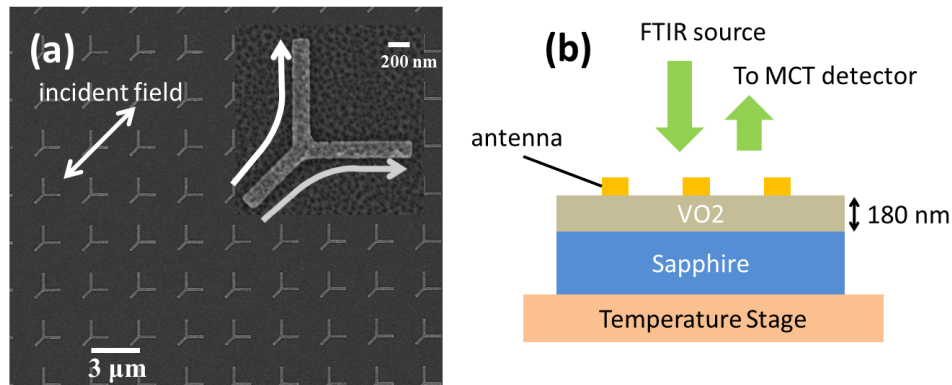 (a)
incident field
200 nm
3 μm
(b)
FTIR source
To MCT detector
antenna
VO2
180 nm
Sapphire
Temperature Stage